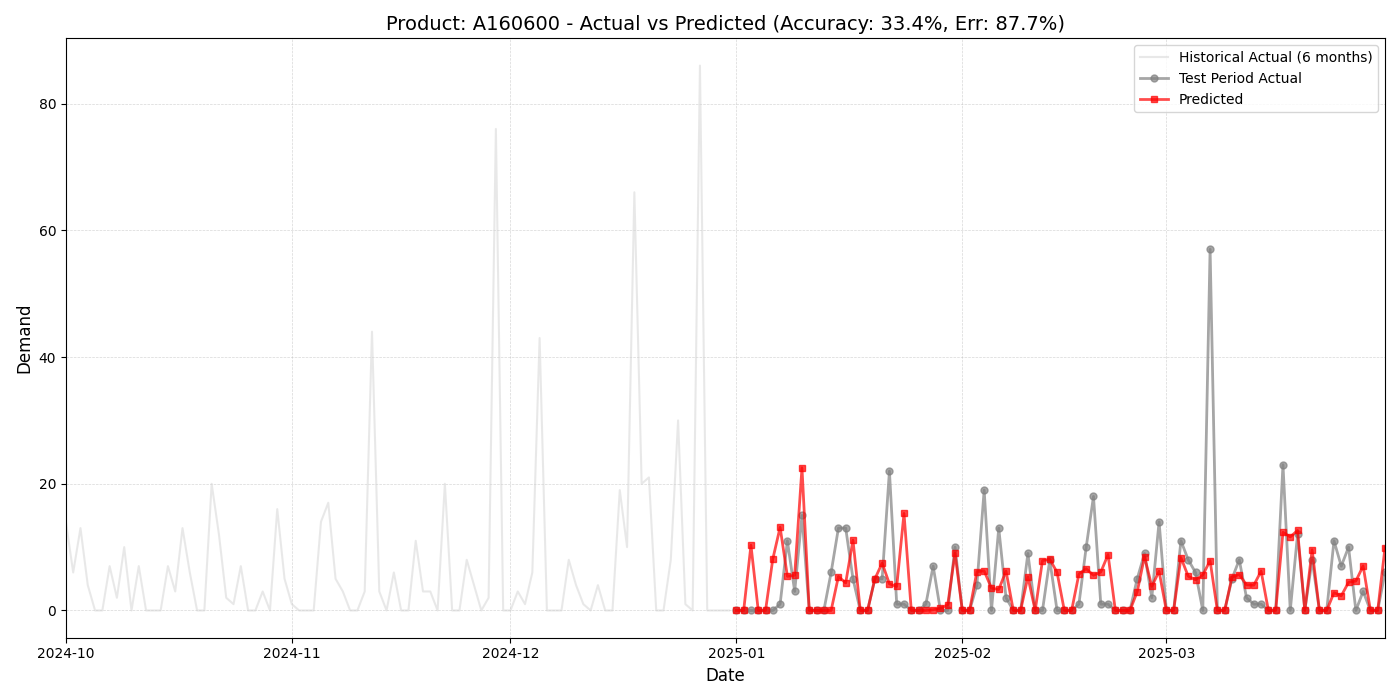 Product: A160600 - Actual vs Predicted (Accuracy: 33.4%, Err: 87.7%)
Historical Actual (6 months)
Test Period Actual
Predicted
Demand
80
60
40
20
0
2024-10
2024-11
2024-12
2025-01
2025-02
2025-03
Date